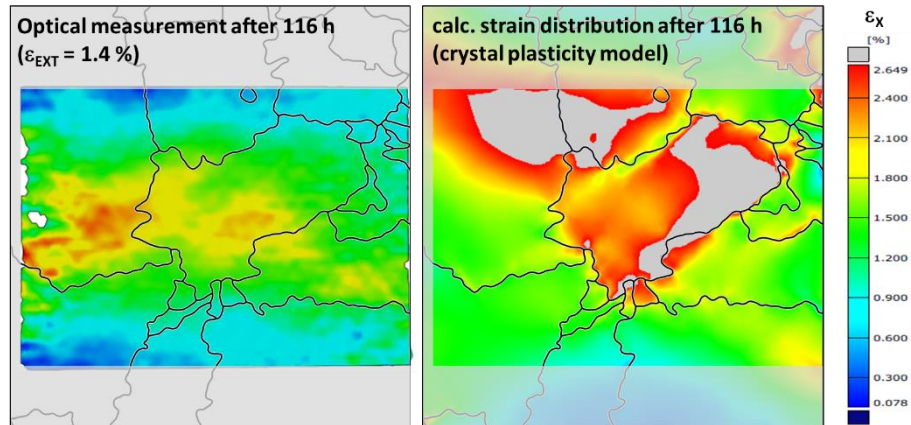 Optical measurement after 116 h
(εEXT = 1.4 %)
calc. strain distribution after 116 h
(crystal plasticity model)
εX
[%]
2.649
2.400
2.100
1.800
1.500
1.200
0.900
0.600
0.300
0.078